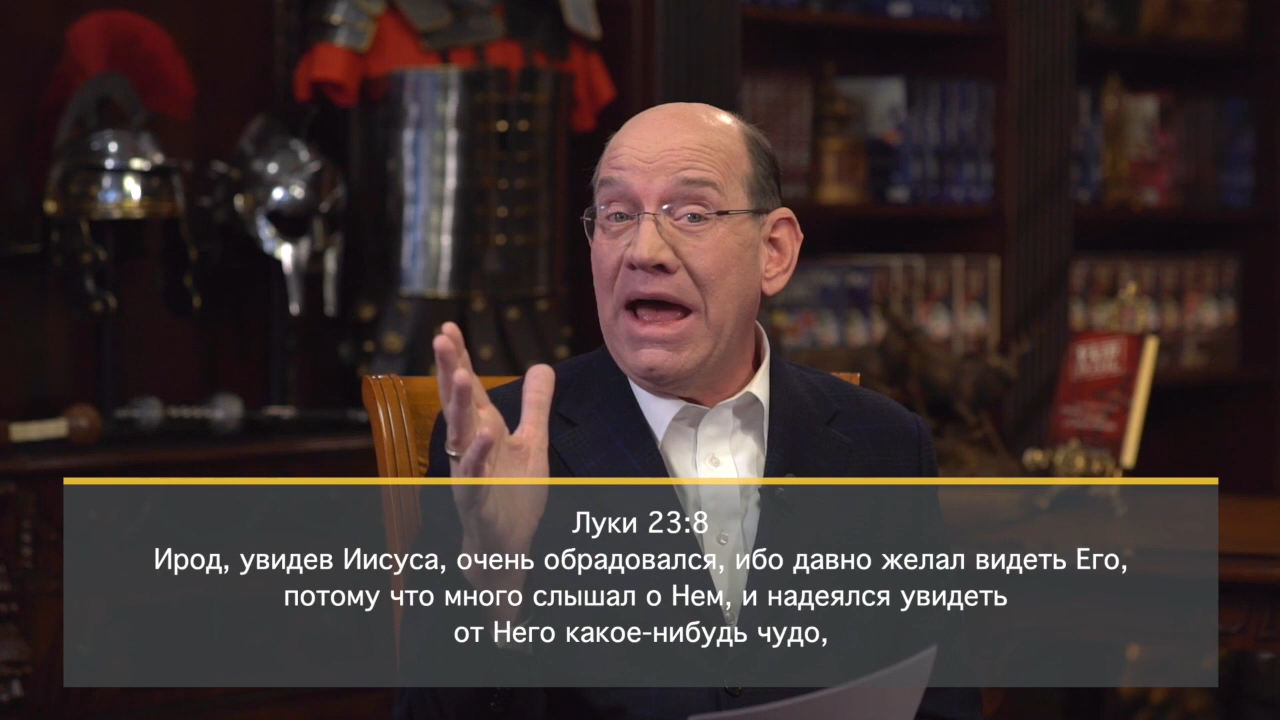 Луки 23:8
Ирод, увидев Иисуса, очень обрадовался, ибо давно желал видеть Его,
потому что много слышал о Нем, и надеялся увидеть
от Него какое-нибудь чудо,